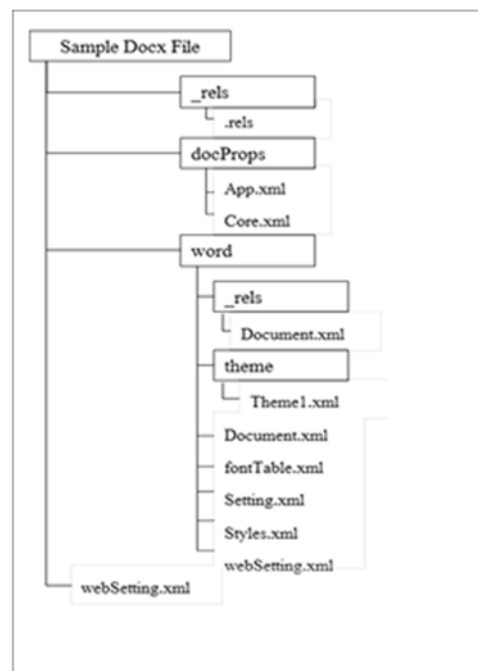 Sample Docx File
_rels
.rels
docProps
App.xml
Core.xml
word
_rels
Document.xml
theme
Theme1.xml
Document.xml
fontTable.xml
Setting.xml
Styles.xml
webSetting.xml
webSetting.xml